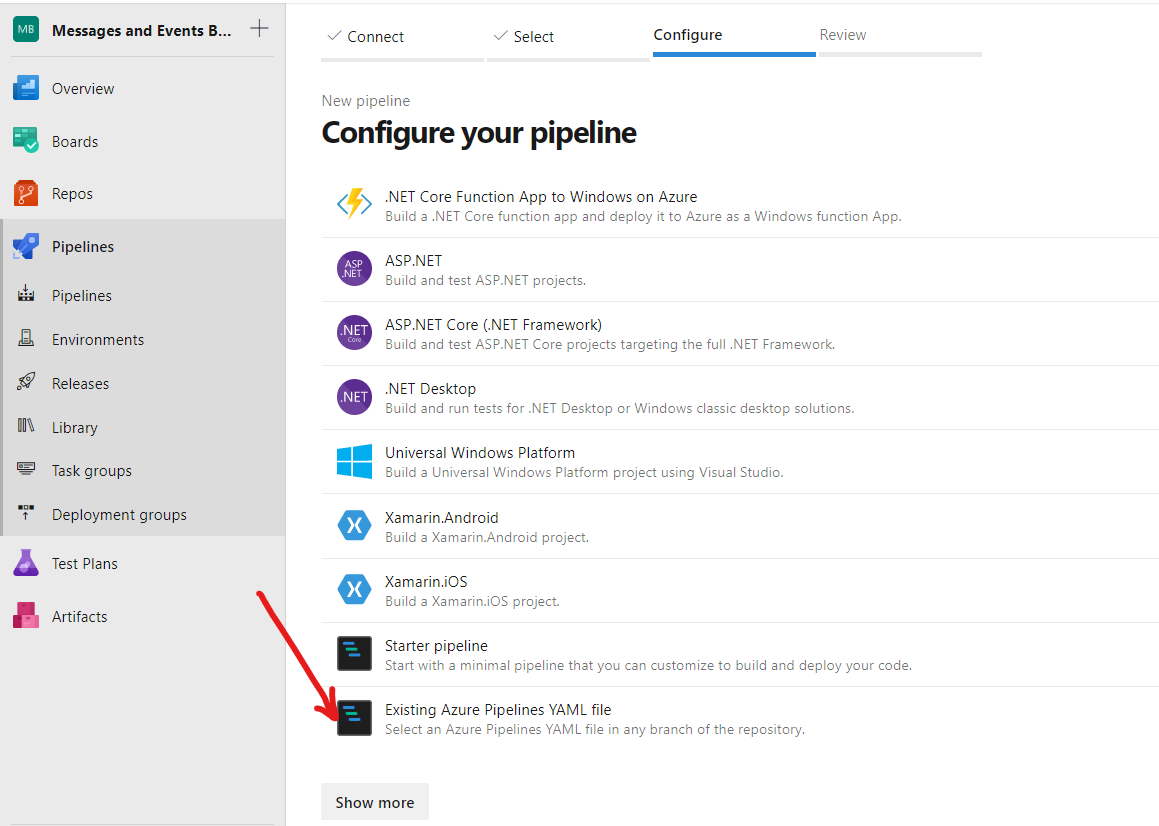 MB
Messages and Events B...
Overview
Boards
Repos
Pipelines
Pipelines
Environments
Releases
Library
Task groups
Deployment groups
Test Plans
Artifacts
Connect
Select
Configure
Review
New pipeline
Configure your pipeline
.NET Core Function App to Windows on Azure
Build a .NET Core function app and deploy it to Azure as a Windows function App.
ASP
.NET
ASP.NET
Build and test ASP.NET projects.
.NET
Core
ASP.NET Core (.NET Framework)
Build and test ASP.NET Core projects targeting the full .NET Framework.
.NET
.NET Desktop
Build and run tests for .NET Desktop or Windows classic desktop solutions.
Universal Windows Platform
Build a Universal Windows Platform project using Visual Studio.
Xamarin.Android
Build a Xamarin.Android project.
Xamarin.iOS
Build a Xamarin.iOS project.
Starter pipeline
Start with a minimal pipeline that you can customize to build and deploy your code.
Existing Azure Pipelines YAML file
Select an Azure Pipelines YAML file in any branch of the repository.
Show more